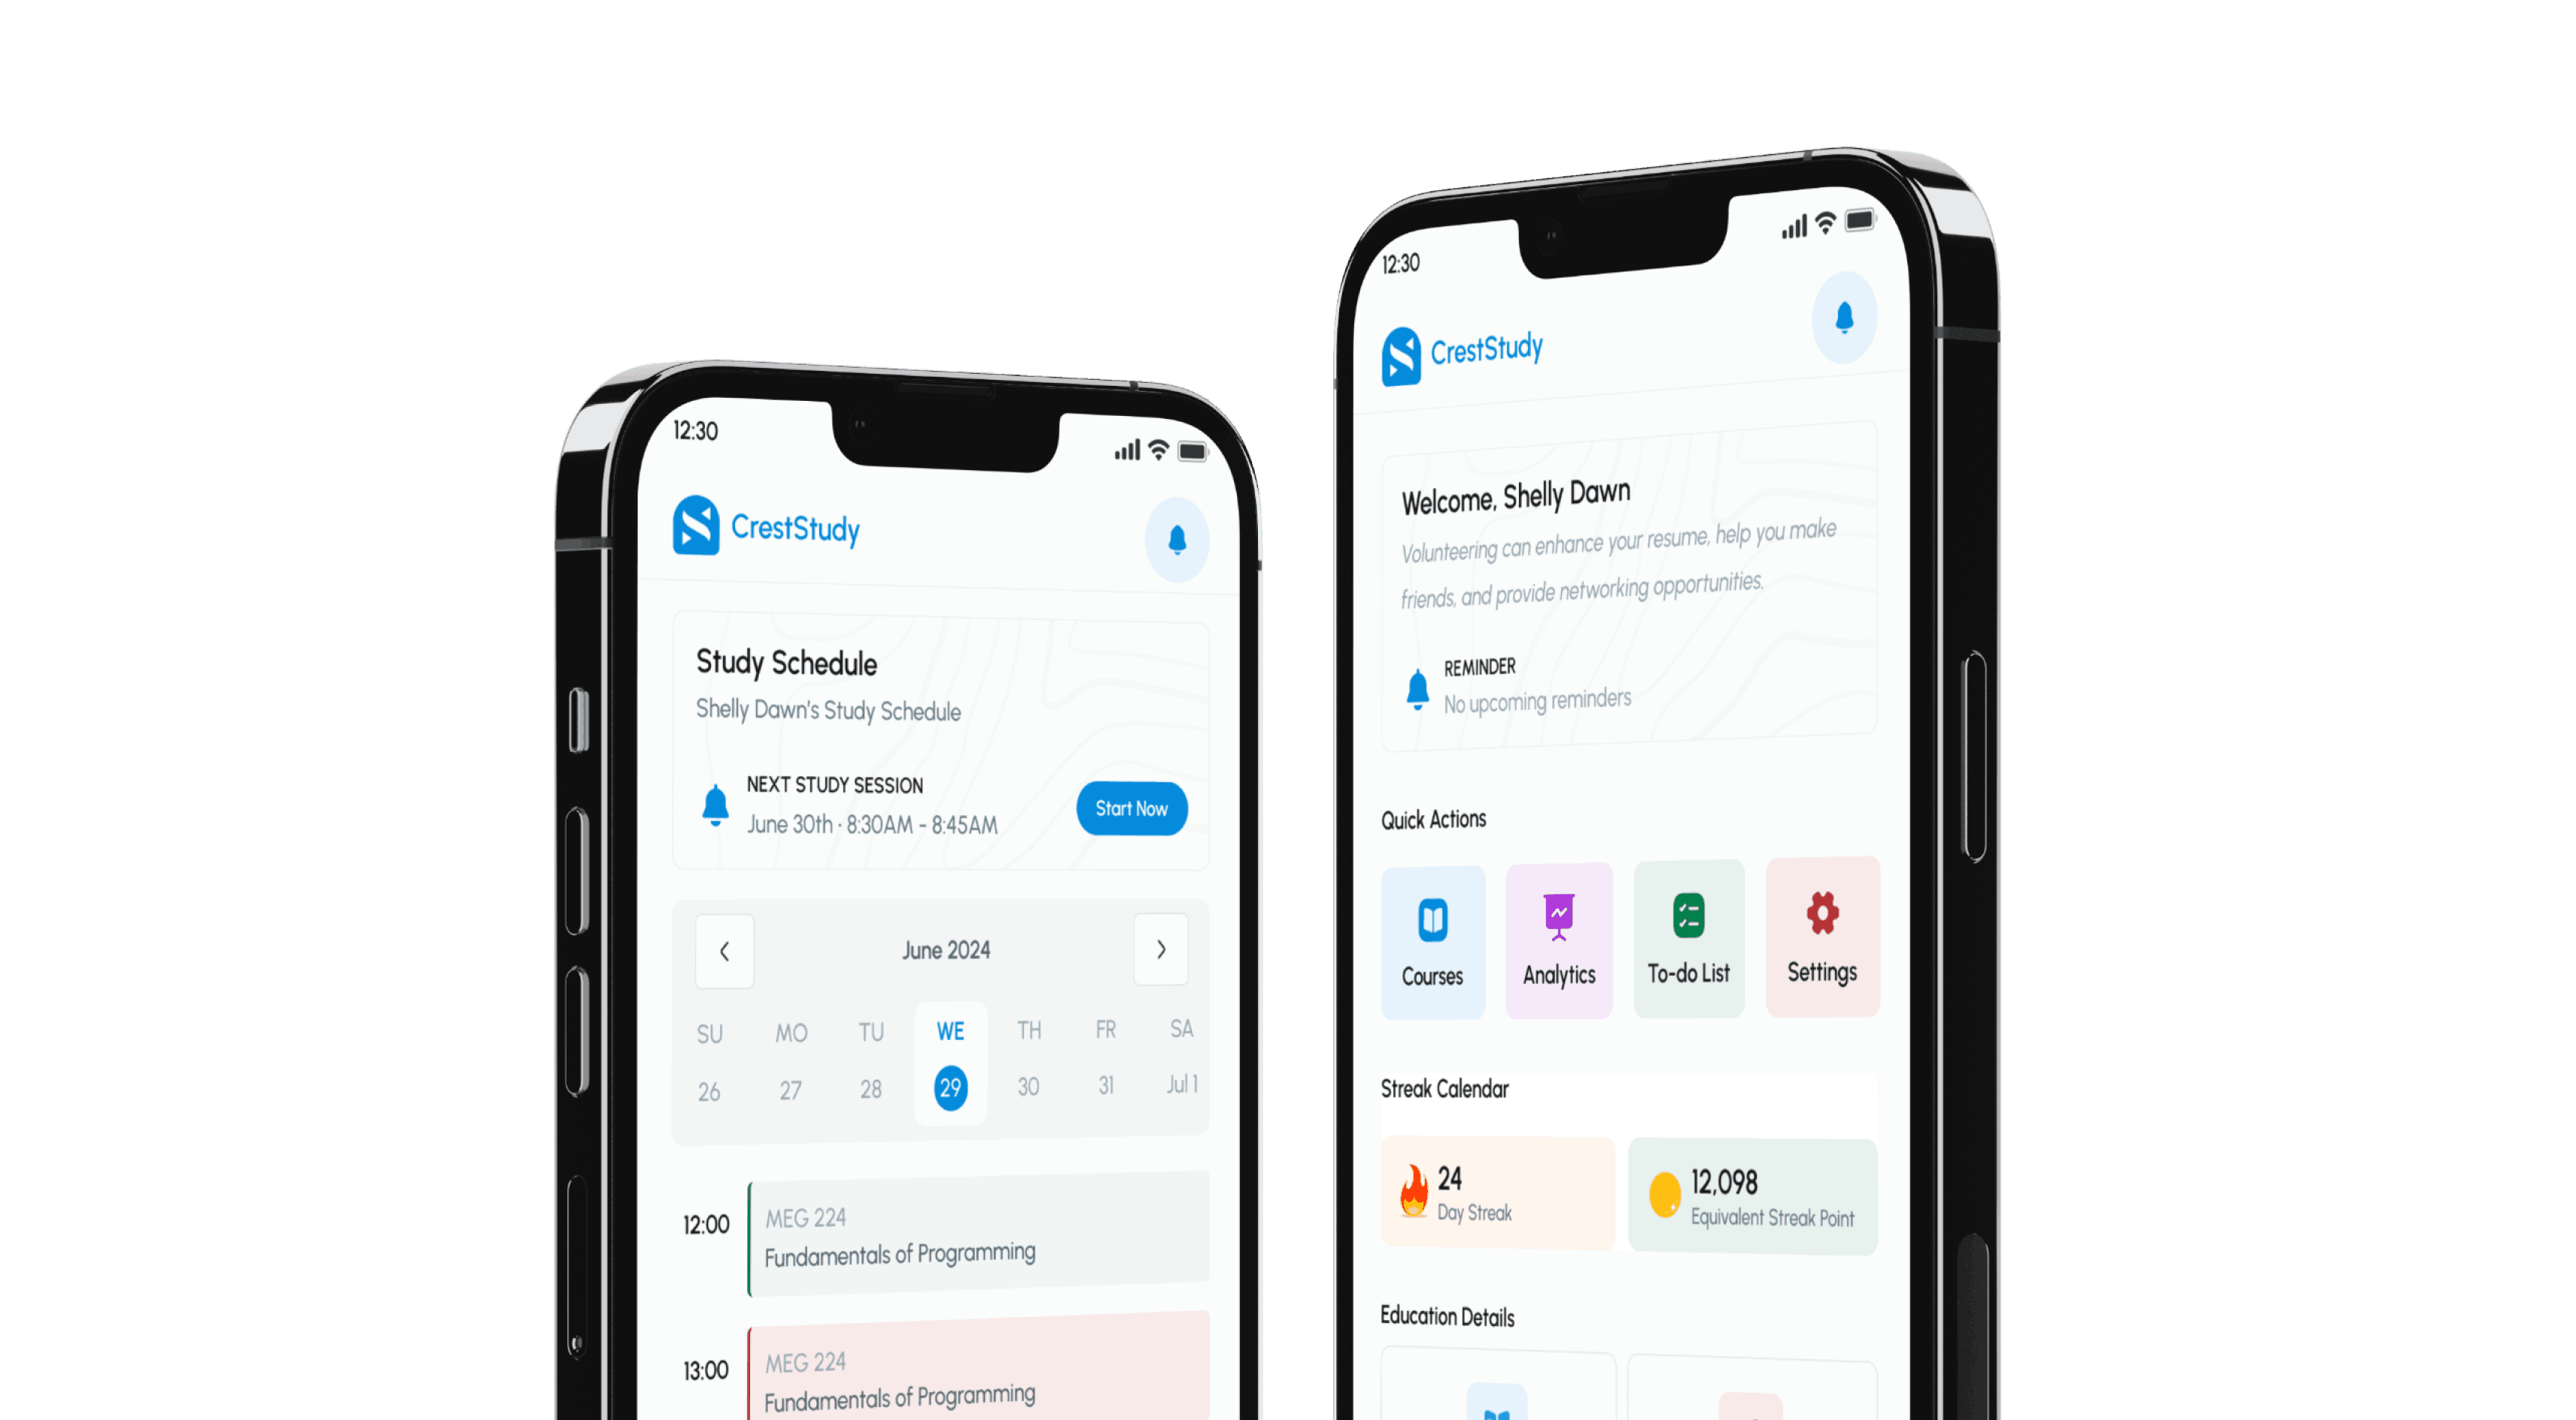 12:30
CrestStudy
Study Schedule
Shelly Dawn's Study Schedule
NEXT STUDY SESSION
June 30th · 8:30AM - 8:45AM
Start Now
June 2024
SU MO TU WE TH FR SA
26 27 28 29 30 31 Jul 1
12:00
MEG 224
Fundamentals of Programming
13:00
MEG 224
Fundamentals of Programming
12:30
CrestStudy
Welcome, Shelly Dawn
Volunteering can enhance your resume, help you make
friends, and provide networking opportunities.
REMINDER
No upcoming reminders
Quick Actions
Courses Analytics To-do List Settings
Streak Calendar
24
Day Streak
12,098
Equivalent Streak Point
Education Details